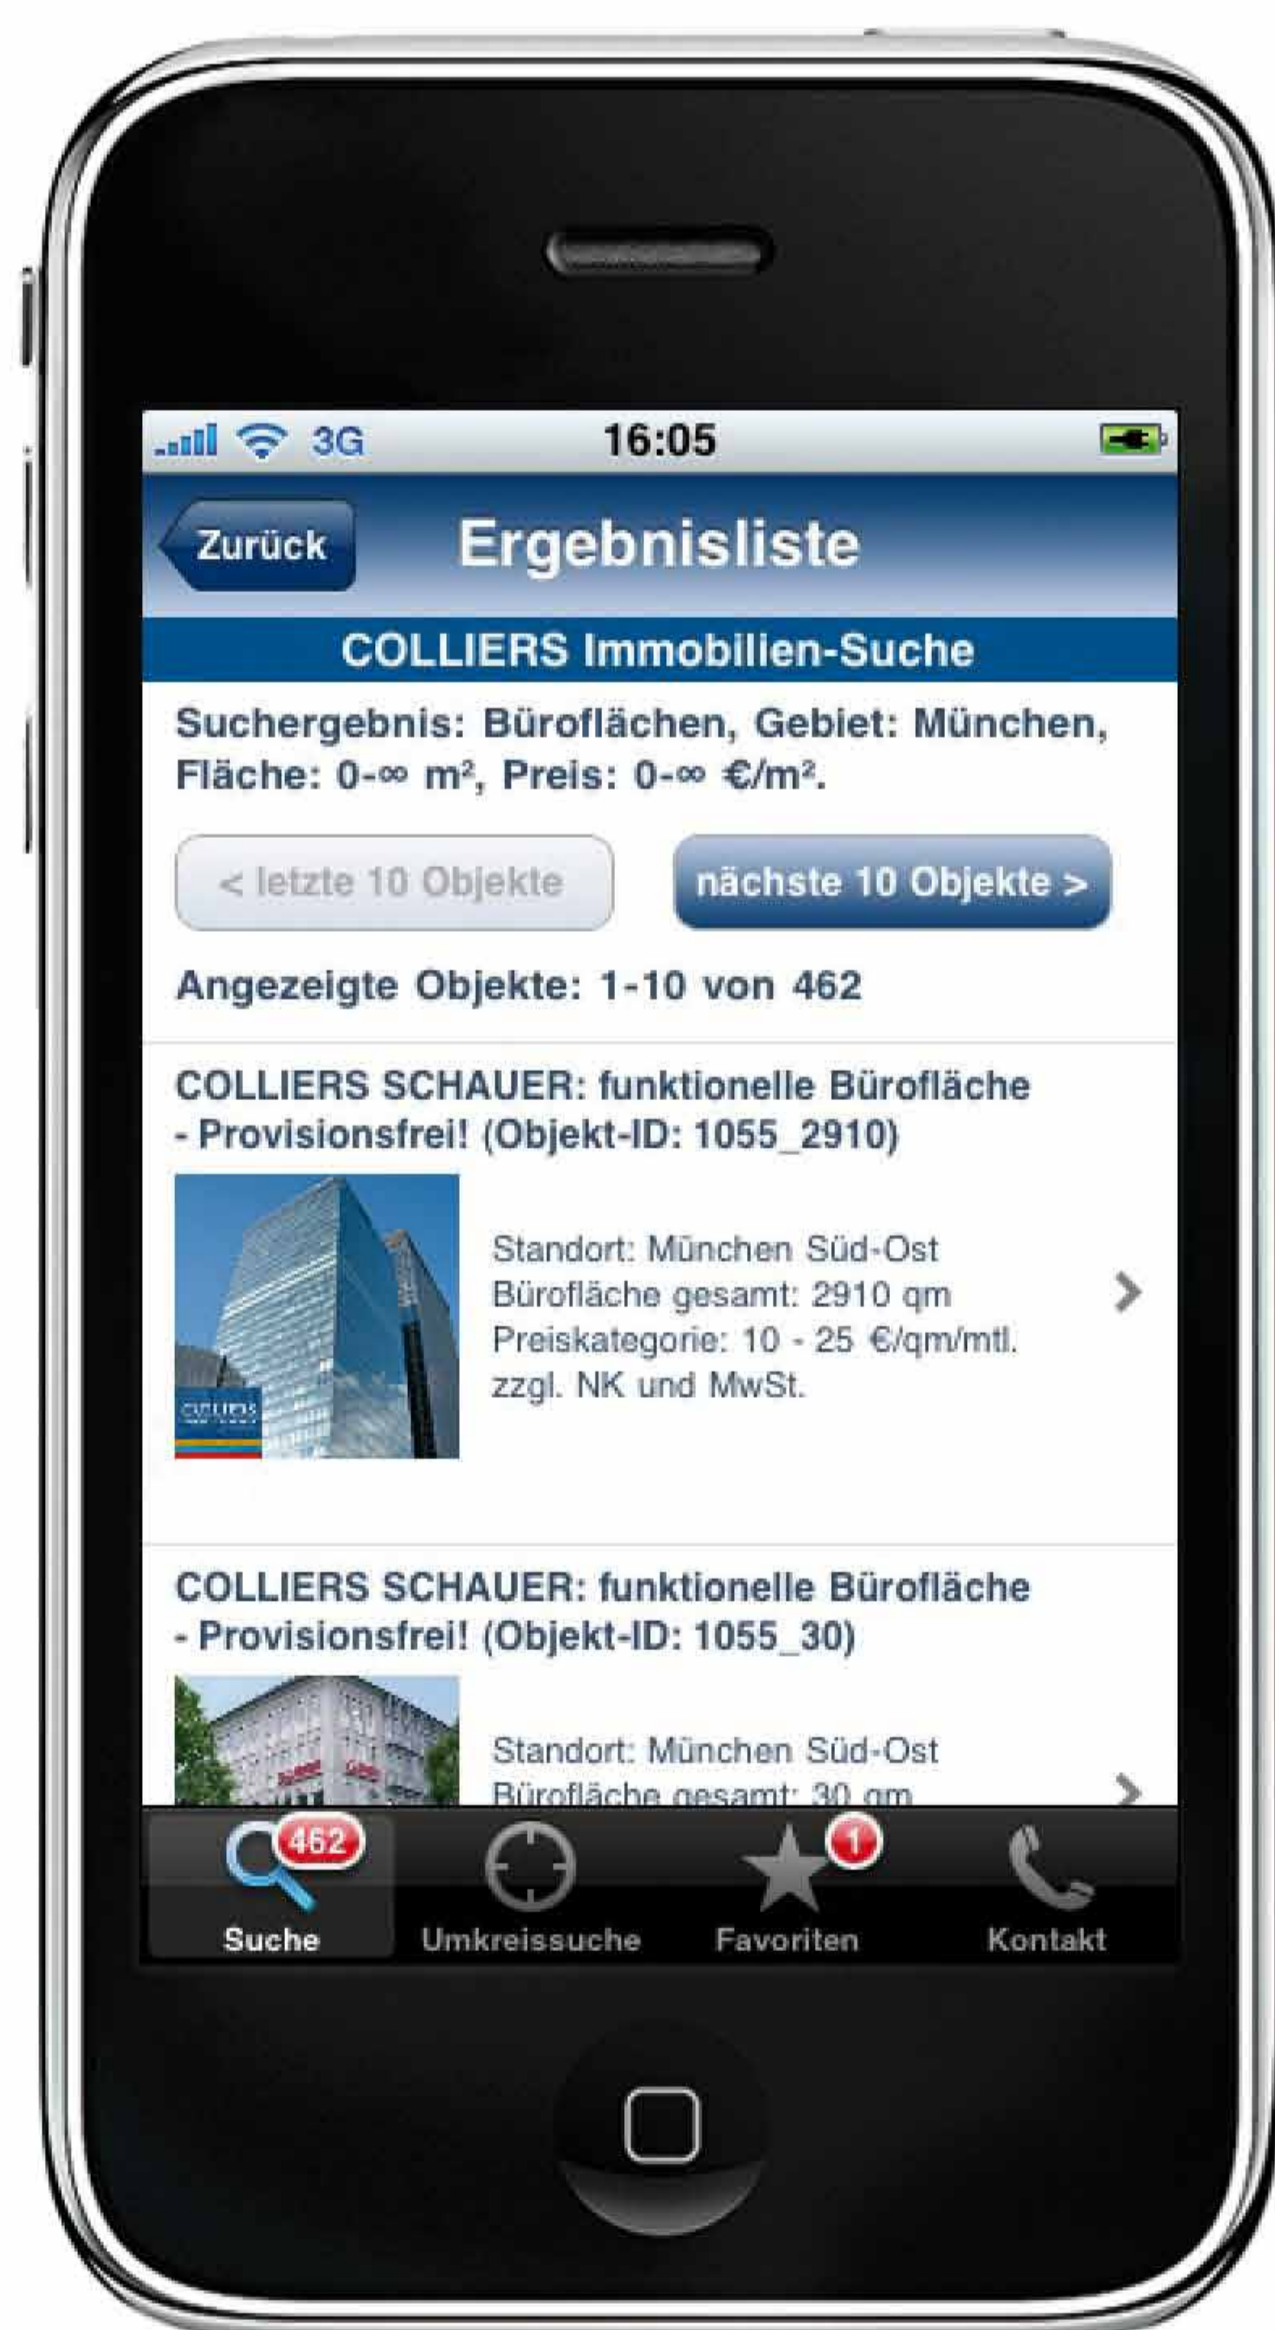 3G 16:05
Zurück Ergebnisliste
COLLIERS Immobilien-Suche
Suchergebnis: Büroflächen, Gebiet: München,
Fläche: 0-∞ m², Preis: 0-∞ €/m².
< letzte 10 Objekte nächste 10 Objekte >
Angezeigte Objekte: 1-10 von 462
COLLIERS SCHAUER: funktionelle Bürofläche
- Provisionsfrei! (Objekt-ID: 1055_2910)
Standort: München Süd-Ost
Bürofläche gesamt: 2910 qm
Preiskategorie: 10 - 25 €/qm/mtl.
zzgl. NK und MwSt.
COLLIERS
COLLIERS SCHAUER: funktionelle Bürofläche
- Provisionsfrei! (Objekt-ID: 1055_30)
Standort: München Süd-Ost
Bürofläche gesamt: 30 qm
462 1
Suche Umkreissuche Favoriten Kontakt